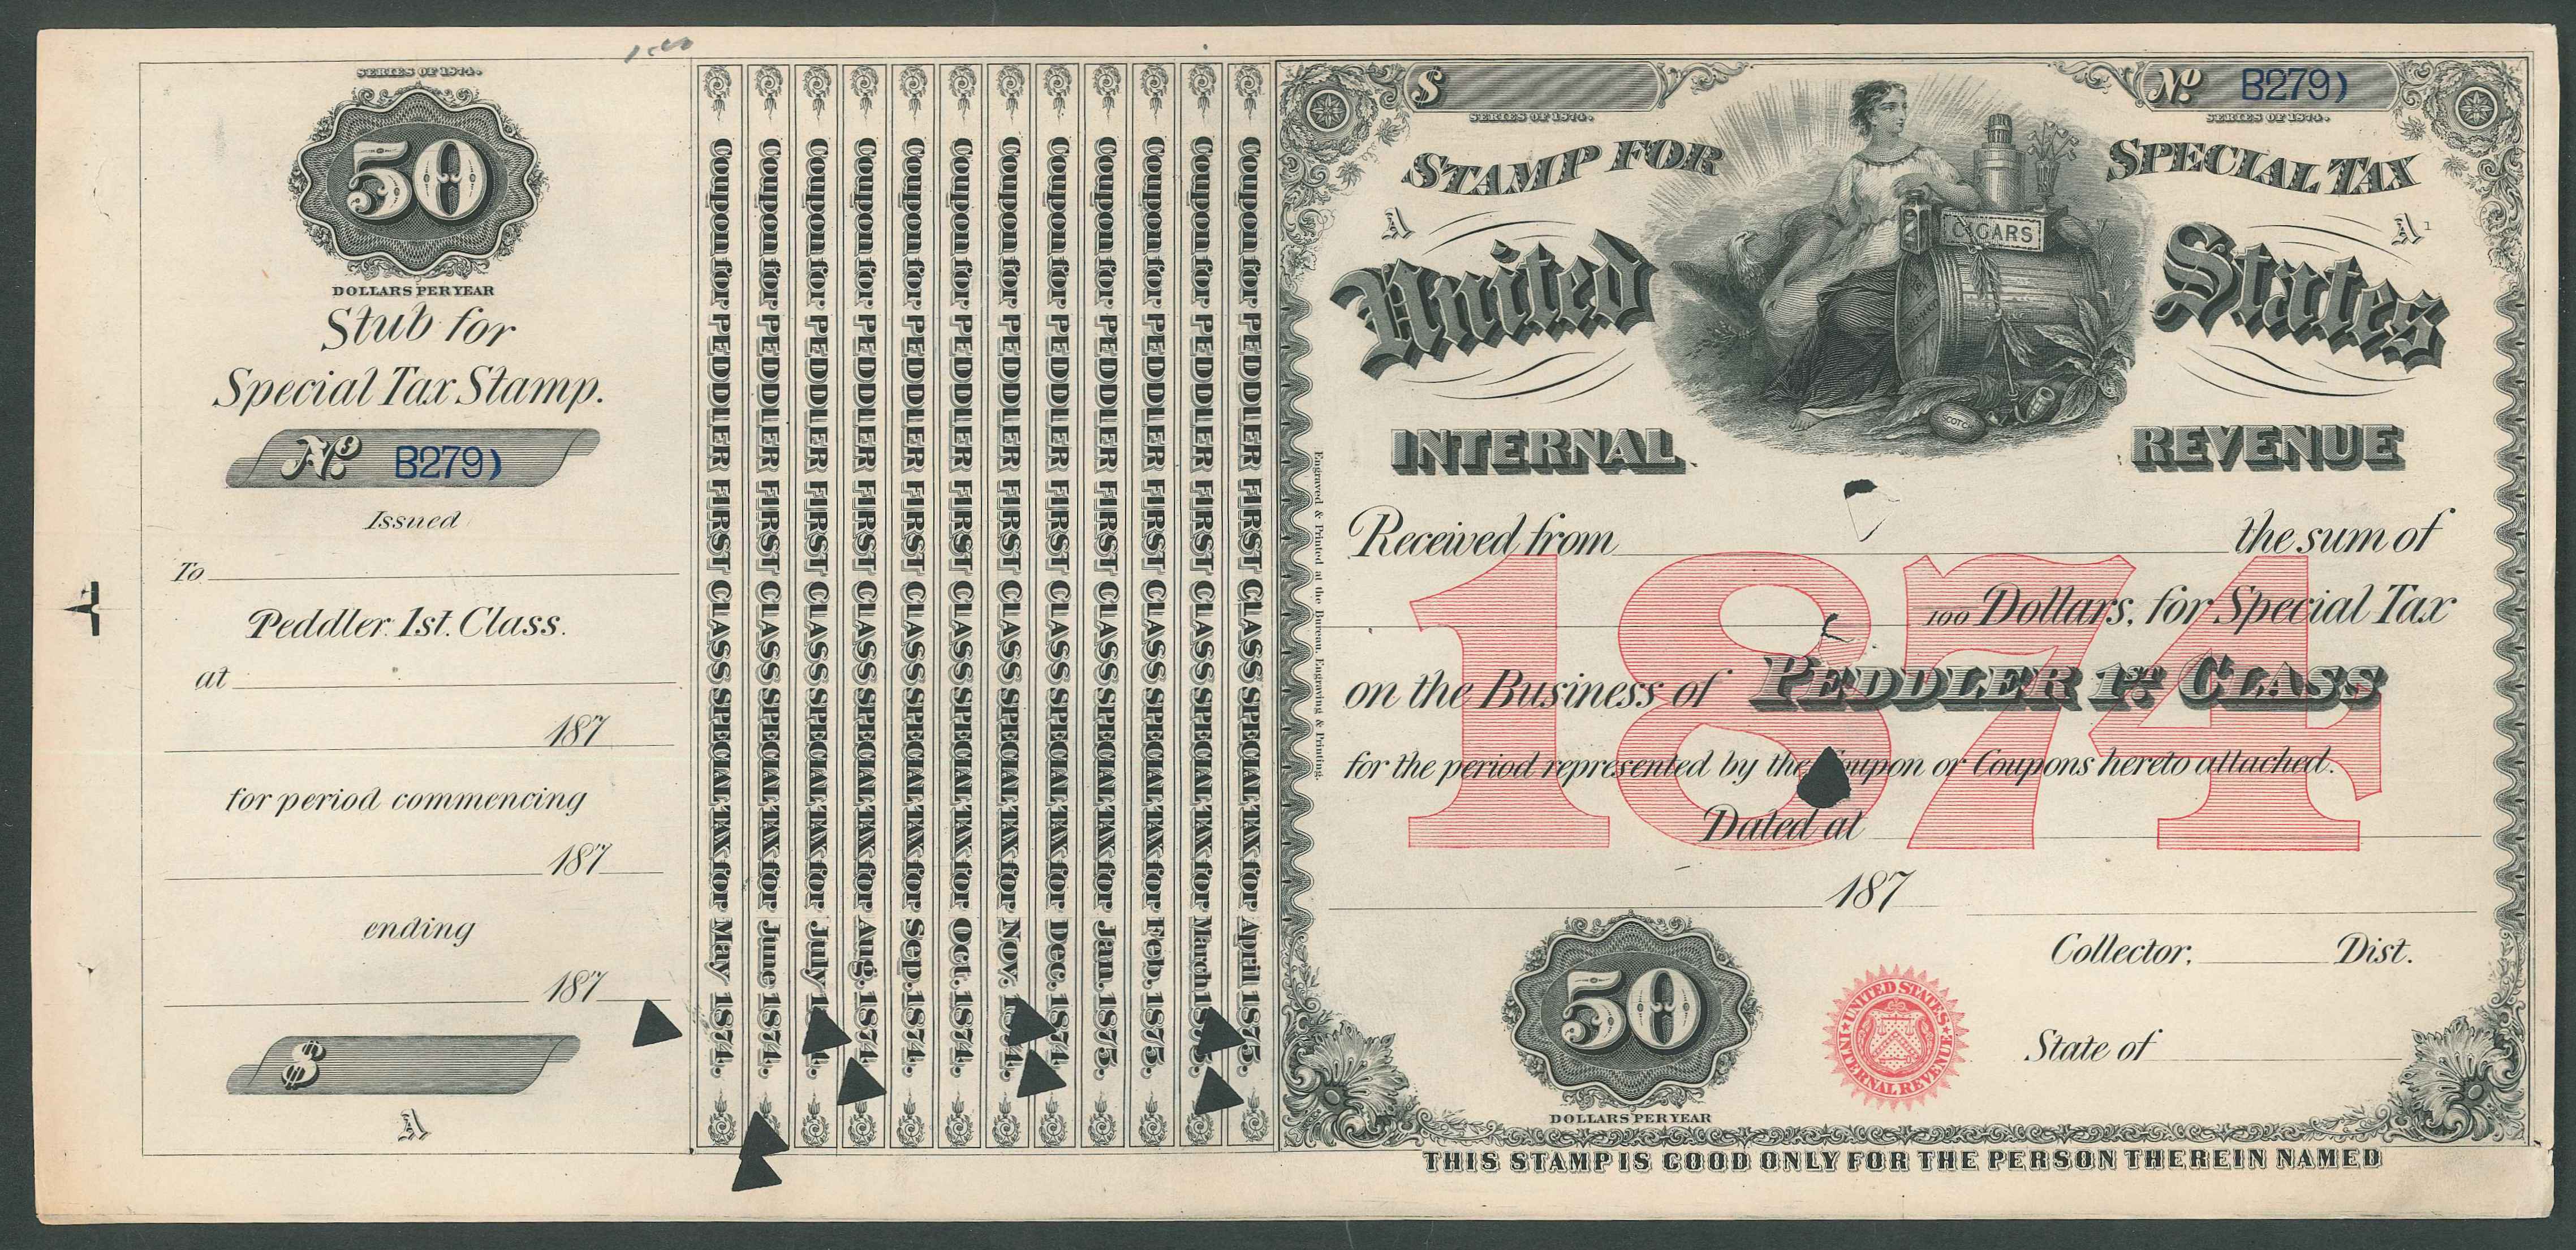 SERIES OF 1874.
50
DOLLARS PER YEAR
Stub for
Special Tax Stamp.
No. B279)
Issued
To
Peddler 1st. Class.
at
187
for period commencing
187
ending
187
$
A
Coupon for PEDDLER FIRST CLASS SPECIAL TAX for May 1874.
Coupon for PEDDLER FIRST CLASS SPECIAL TAX for June 1874.
Coupon for PEDDLER FIRST CLASS SPECIAL TAX for July 1 4.
Coupon for PEDDLER FIRST CLASS SPECIAL TAX for Aug. 1874.
Coupon for PEDDLER FIRST CLASS SPECIAL TAX for Sep. 1874.
Coupon for PEDDLER FIRST CLASS SPECIAL TAX for Oct. 1874.
Coupon for PEDDLER FIRST CLASS SPECIAL TAX for Nov. 1 4.
Coupon for PEDDLER FIRST CLASS SPECIAL TAX for Dec. 1874.
Coupon for PEDDLER FIRST CLASS SPECIAL TAX for Jan. 1875.
Coupon for PEDDLER FIRST CLASS SPECIAL TAX for Feb. 1875.
Coupon for PEDDLER FIRST CLASS SPECIAL TAX for March 1875.
Coupon for PEDDLER FIRST CLASS SPECIAL TAX for April 1875.
Engraved & Printed at the Bureau, Engraving & Printing.
$
SERIES OF 1874.
No. B279)
SERIES OF 1874.
STAMP FOR SPECIAL TAX
A A 1
United States
CIGARS
SCOTCH
INTERNAL REVENUE
Received from the sum of
100 Dollars, for Special Tax
1874
on the Business of PEDDLER 1ST CLASS
for the period represented by the oupon or Coupons hereto attached.
Dated at
187
50
DOLLARS PER YEAR
UNITED STATES INTERNAL REVENUE
Collector, Dist.
State of
THIS STAMP IS GOOD ONLY FOR THE PERSON THEREIN NAMED